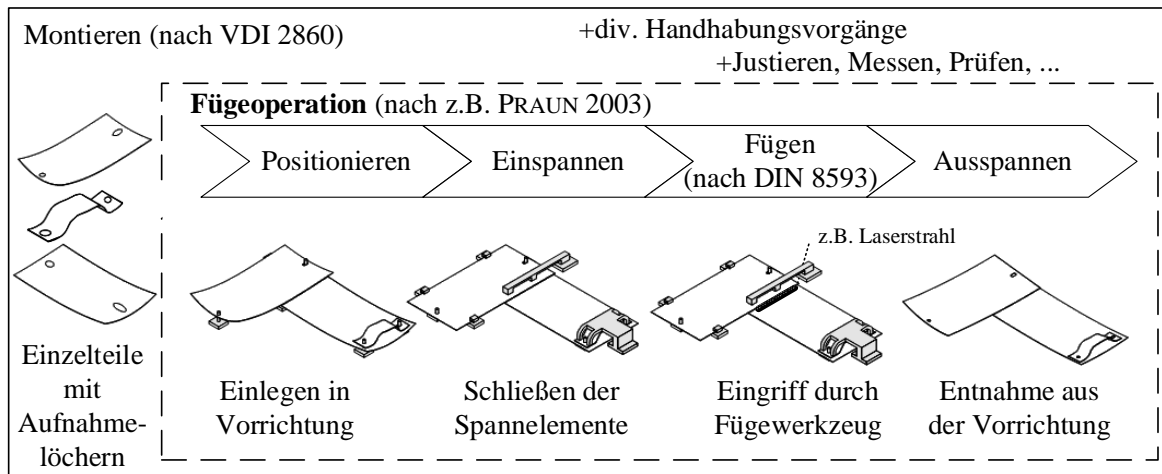 Montieren (nach VDI 2860)
+div. Handhabungsvorgänge
+Justieren, Messen, Prüfen, ...
Fügeoperation (nach z.B. PRAUN 2003)
Positionieren
Einspannen
Fügen
(nach DIN 8593)
Ausspannen
z.B. Laserstrahl
Einzelteile
mit
Aufnahme-
löchern
Einlegen in
Vorrichtung
Schließen der
Spannelemente
Eingriff durch
Fügewerkzeug
Entnahme aus
der Vorrichtung